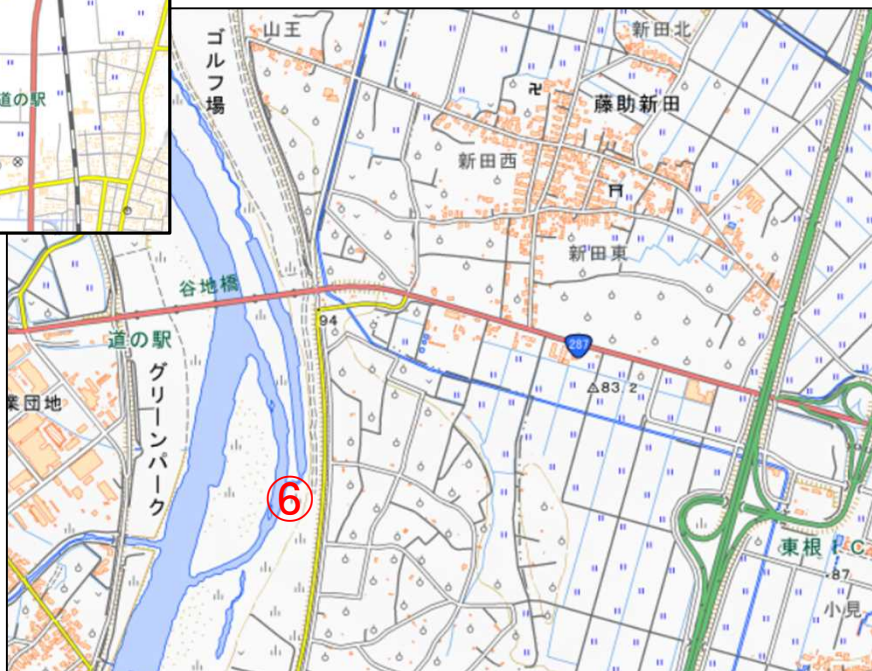 道の駅
山王
ゴルフ場
新田北
藤助新田
新田西
新田東
谷地橋
94
道の駅
287
△83.2
業団地
グリーンパーク
⑥
東根IC
87
小見